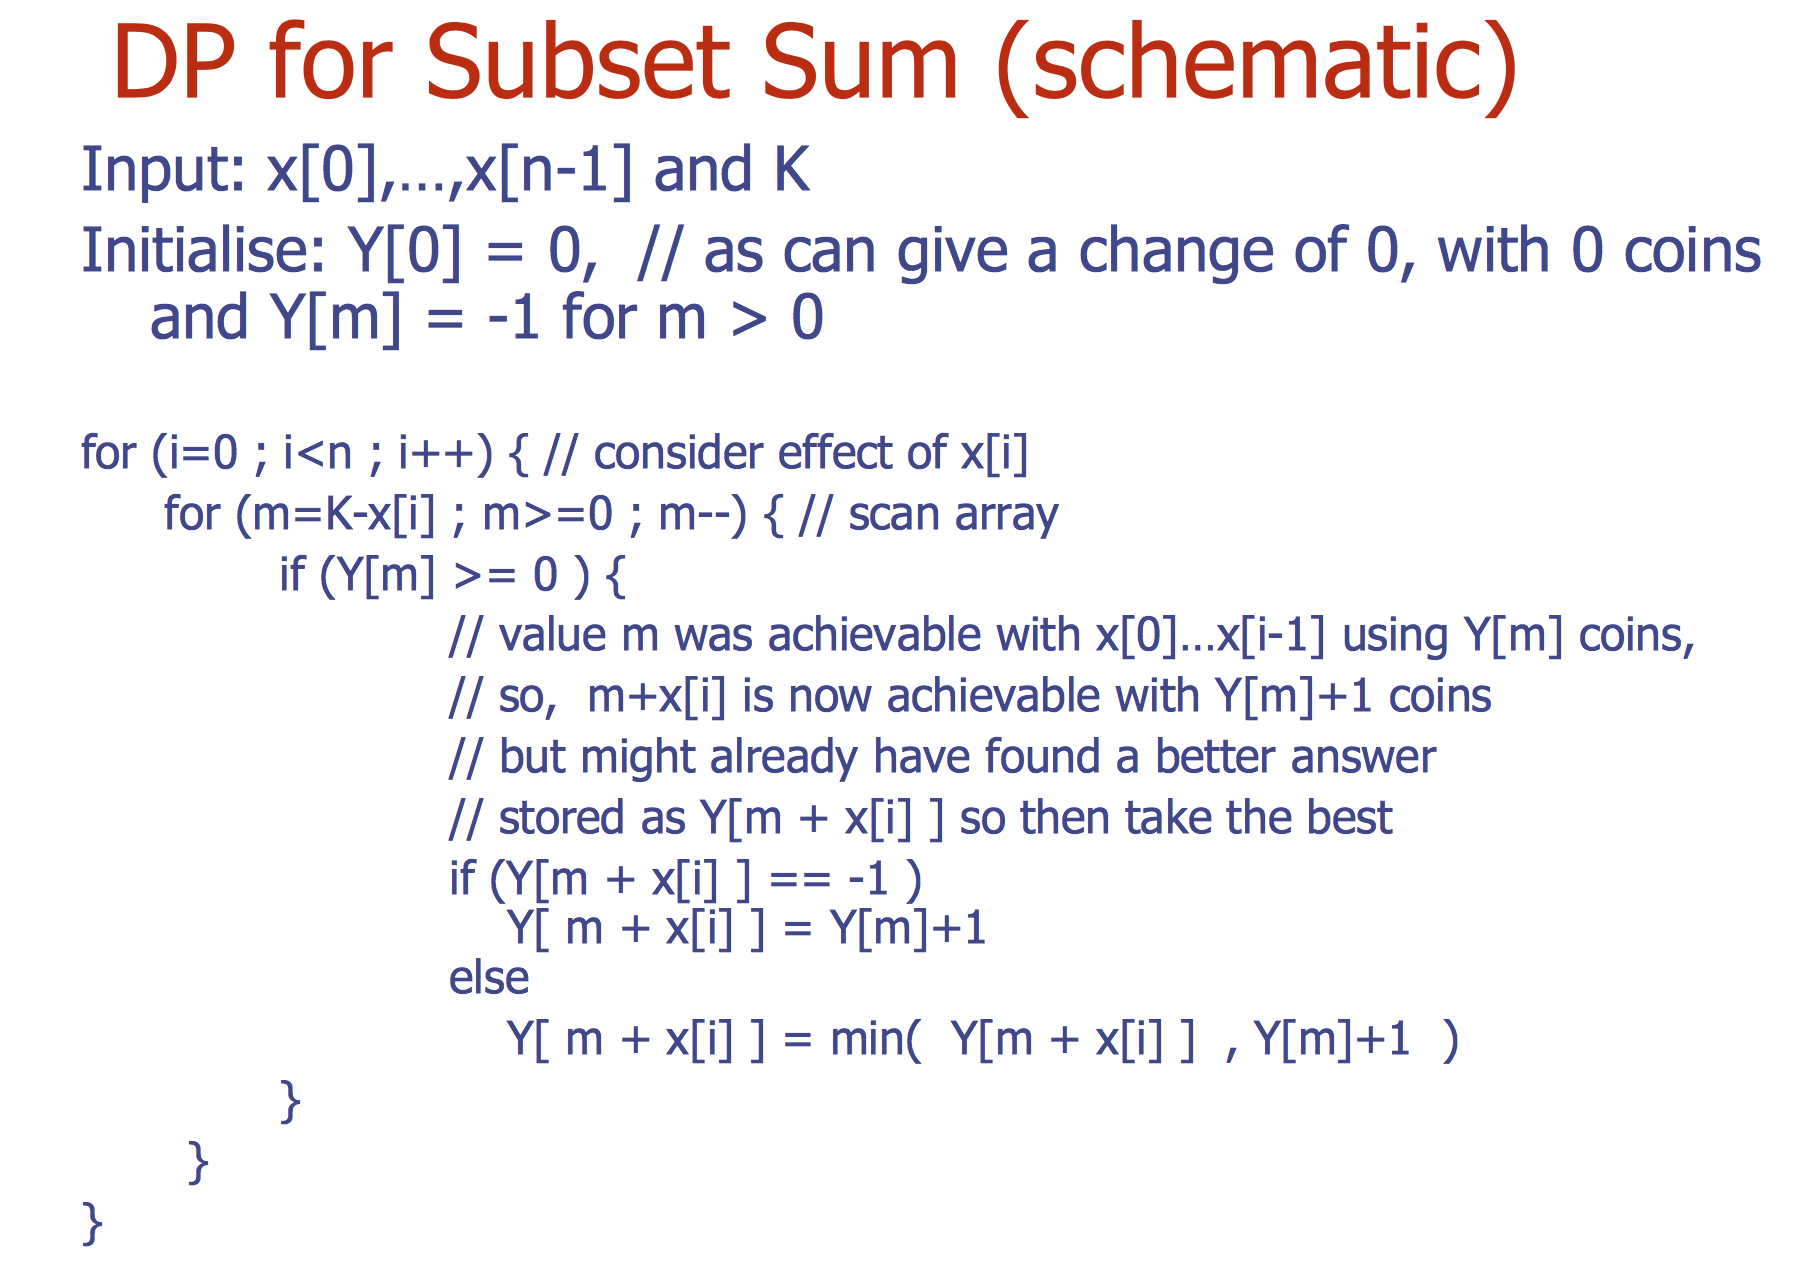 DP for Subset Sum (schematic)
Input: x[0],…,x[n-1] and K
Initialise: Y[0] = 0,  // as can give a change of 0, with 0 coins
and Y[m] = -1 for m > 0
for (i=0 ; i<n ; i++) { // consider effect of x[i]
for (m=K-x[i] ; m>=0 ; m--) { // scan array
if (Y[m] >= 0 ) {
// value m was achievable with x[0]…x[i-1] using Y[m] coins,
// so,  m+x[i] is now achievable with Y[m]+1 coins
// but might already have found a better answer
// stored as Y[m + x[i] ] so then take the best
if (Y[m + x[i] ] == -1 )
Y[ m + x[i] ] = Y[m]+1
else
Y[ m + x[i] ] = min(  Y[m + x[i] ]  , Y[m]+1  )
}
}
}